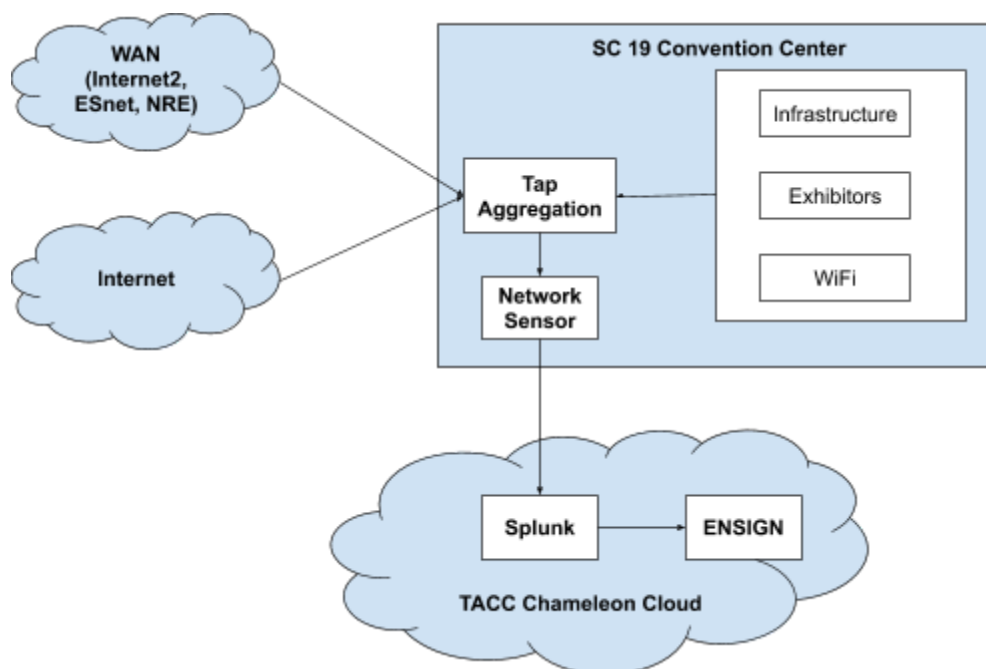 WAN
(Internet2,
ESnet, NRE)
SC 19 Convention Center
Infrastructure
Tap
Aggregation
Exhibitors
Internet
WiFi
Network
Sensor
Splunk
ENSIGN
TACC Chameleon Cloud